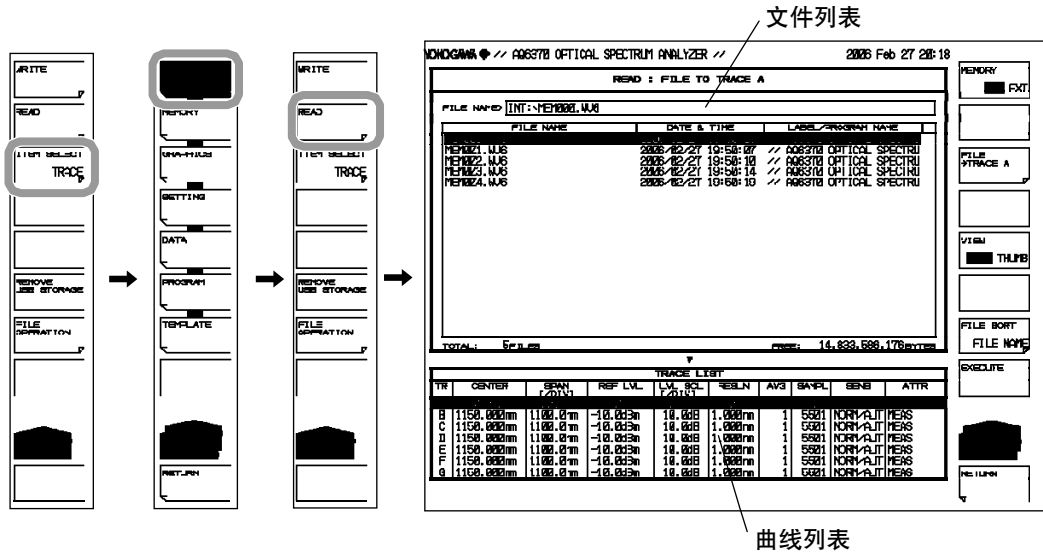 文件列表
WRITE
READ
ITEM SELECT
TRACE
REMOVE
USB STORAGE
FILE
OPERATION
MEMORY
GRAPHICS
SETTING
DATA
PROGRAM
TEMPLATE
RETURN
WRITE
READ
ITEM SELECT
TRACE
REMOVE
USB STORAGE
FILE
OPERATION
YOKOGAWA // AQ6370 OPTICAL SPECTRUM ANALYZER // 2006 Feb 27 20:18
READ : FILE TO TRACE A
FILE NAME INT:\MEM000.WV6
FILE NAME DATE & TIME LABEL/PROGRAM NAME
MEM001.WV6 2006/02/27 19:50:07 // AQ6370 OPTICAL SPECTRU
MEM002.WV6 2006/02/27 19:50:10 // AQ6370 OPTICAL SPECTRU
MEM003.WV6 2006/02/27 19:50:14 // AQ6370 OPTICAL SPECTRU
MEM004.WV6 2006/02/27 19:50:19 // AQ6370 OPTICAL SPECTRU
TOTAL: 5FILES FREE: 14,833,586,176BYTES
TRACE LIST
TR CENTER SPAN REF LVL LVL SCL RESLN AVG SAMPL SENS ATTR
[/DIV] [/DIV]
B 1150.000nm 1100.0nm -10.0dBm 10.0dB 1.000nm 1 5501 NORM/AUT MEAS
C 1150.000nm 1100.0nm -10.0dBm 10.0dB 1.000nm 1 5501 NORM/AUT MEAS
D 1150.000nm 1100.0nm -10.0dBm 10.0dB 1.000nm 1 5501 NORM/AUT MEAS
E 1150.000nm 1100.0nm -10.0dBm 10.0dB 1.000nm 1 5501 NORM/AUT MEAS
F 1150.000nm 1100.0nm -10.0dBm 10.0dB 1.000nm 1 5501 NORM/AUT MEAS
G 1150.000nm 1100.0nm -10.0dBm 10.0dB 1.000nm 1 5501 NORM/AUT MEAS
MEMORY
EXT
FILE
→TRACE A
VIEW
THUMB
FILE SORT
FILE NAME
EXECUTE
RETURN
曲线列表